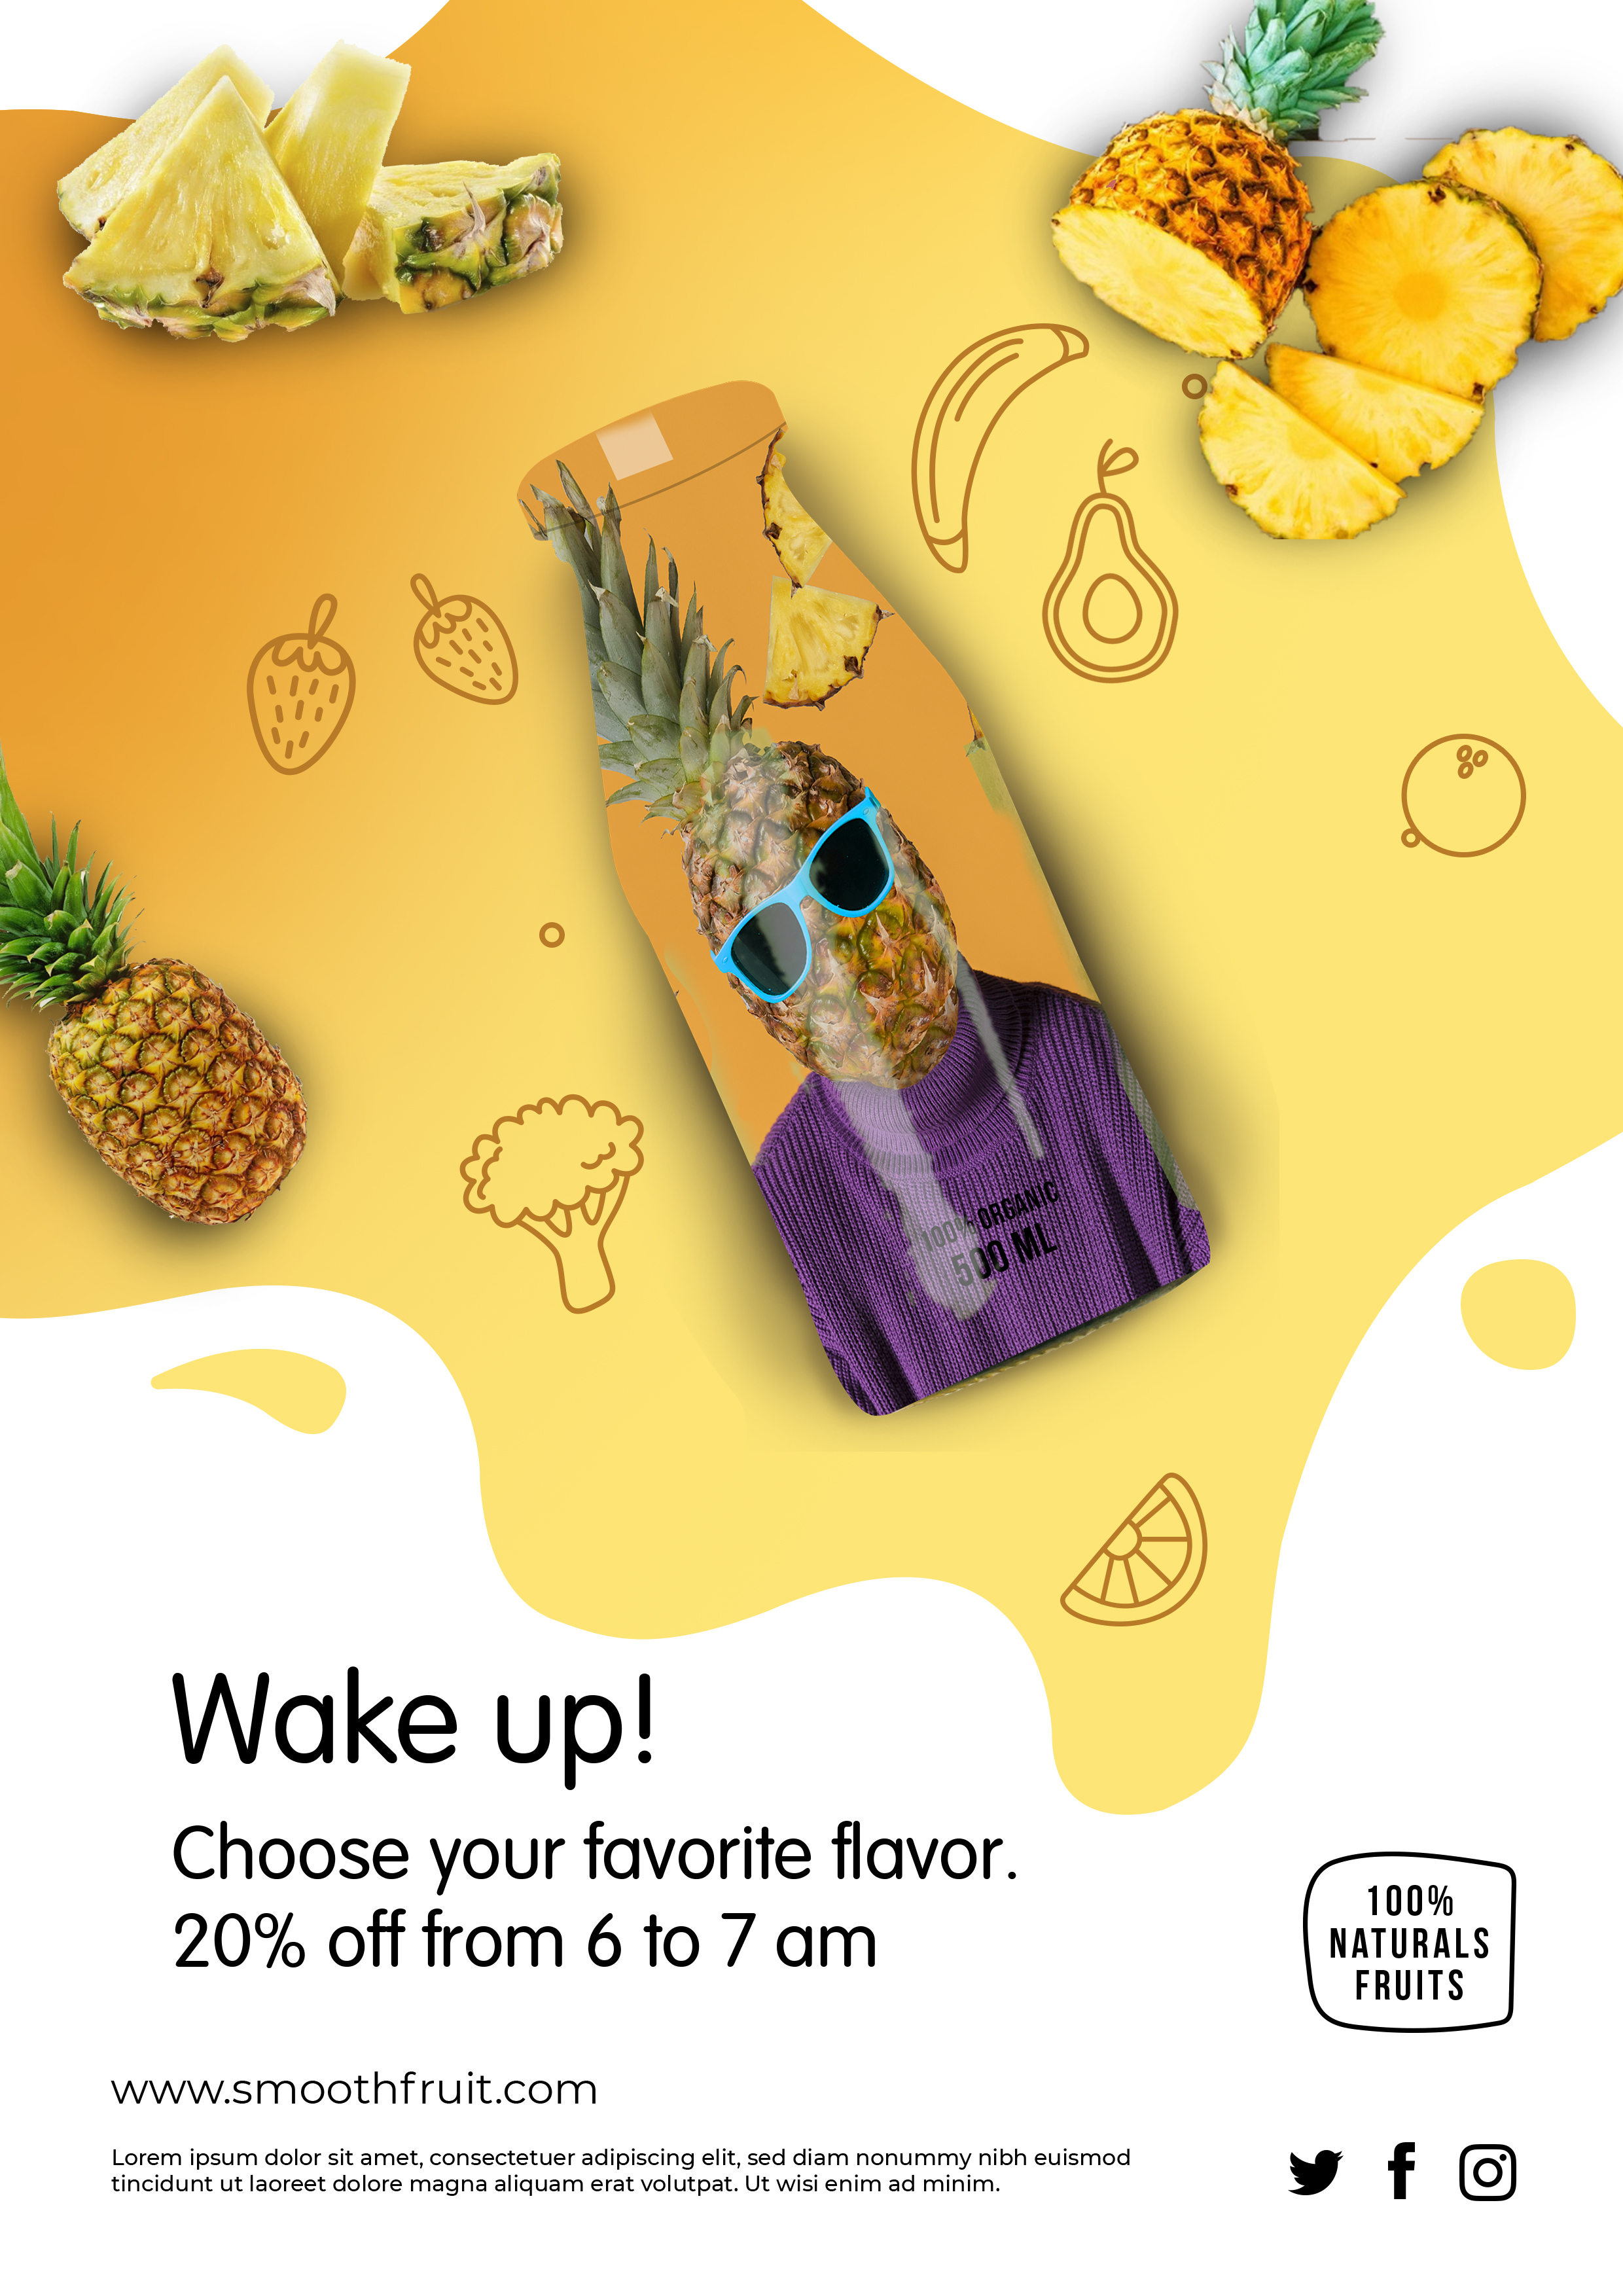 100% ORGANIC
500 ML
Wake up!
Choose your favorite flavor.
20% off from 6 to 7 am
100%
NATURALS
FRUITS
www.smoothfruit.com
Lorem ipsum dolor sit amet, consectetuer adipiscing elit, sed diam nonummy nibh euismod
tincidunt ut laoreet dolore magna aliquam erat volutpat. Ut wisi enim ad minim.